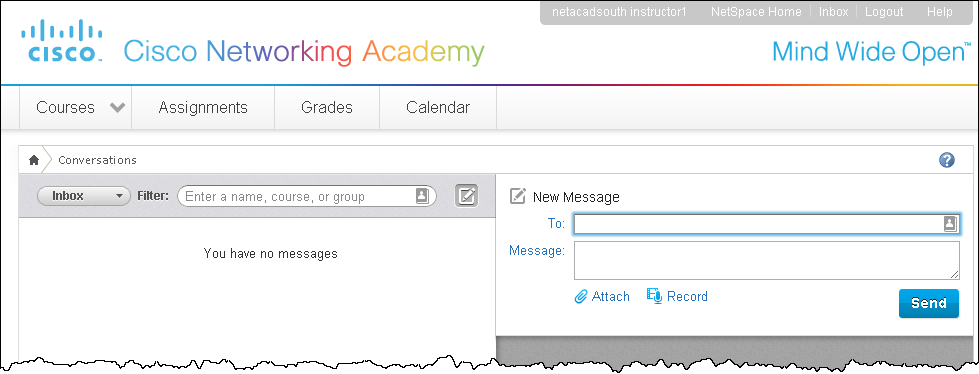 netacadsouth instructor1 NetSpace Home Inbox Logout Help
CISCO™ Cisco Networking Academy Mind Wide Open™
Courses Assignments Grades Calendar
Conversations ?
Inbox Filter: Enter a name, course, or group
New Message
To:
You have no messages
Message:
Attach Record Send